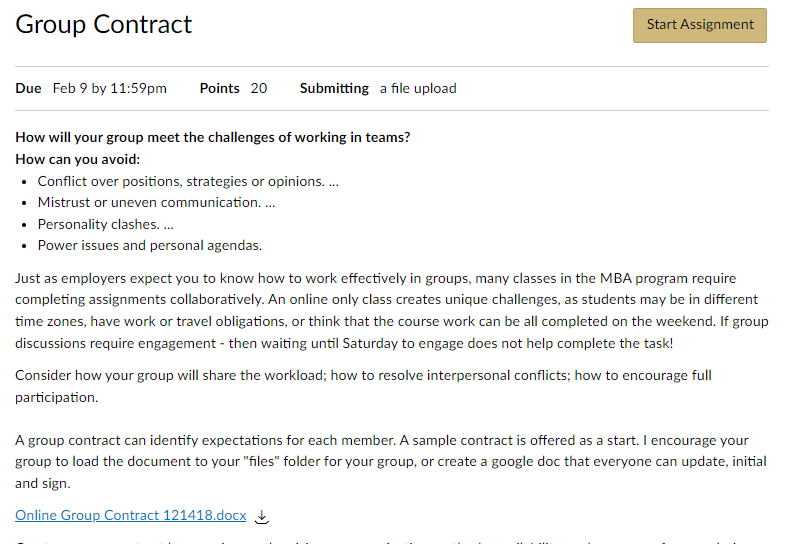 Group Contract
Start Assignment
Due Feb 9 by 11:59pm Points 20 Submitting a file upload
How will your group meet the challenges of working in teams?
How can you avoid:
• Conflict over positions, strategies or opinions. ...
• Mistrust or uneven communication. ...
• Personality clashes. ...
• Power issues and personal agendas.
Just as employers expect you to know how to work effectively in groups, many classes in the MBA program require
completing assignments collaboratively. An online only class creates unique challenges, as students may be in different
time zones, have work or travel obligations, or think that the course work can be all completed on the weekend. If group
discussions require engagement - then waiting until Saturday to engage does not help complete the task!
Consider how your group will share the workload; how to resolve interpersonal conflicts; how to encourage full
participation.
A group contract can identify expectations for each member. A sample contract is offered as a start. I encourage your
group to load the document to your "files" folder for your group, or create a google doc that everyone can update, initial
and sign.
Online Group Contract 121418.docx